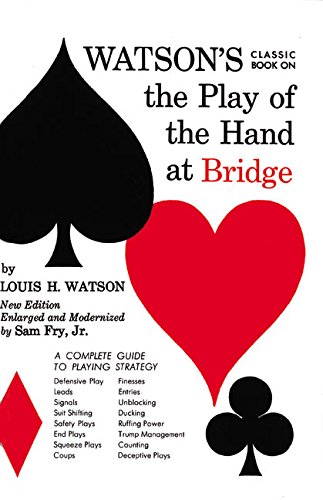 WATSON'S CLASSIC BOOK ON
the Play of
the Hand
at Bridge
by
LOUIS H. WATSON
New Edition
Enlarged and Modernized
by Sam Fry, Jr.
A COMPLETE GUIDE
TO PLAYING STRATEGY
Defensive Play Finesses
Leads Entries
Signals Unblocking
Suit Shifting Ducking
Safety Plays Ruffing Power
End Plays Trump Management
Squeeze Plays Counting
Coups Deceptive Plays